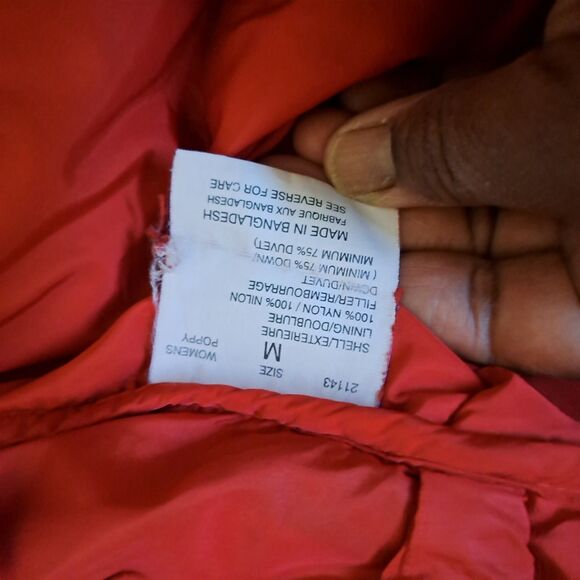 21143
SIZE
WOMENS
M
POPPY
SHELL/EXTERIEURE
LINING/DOUBLURE
100% NYLON / 100% NILON
FILLER/REMBOURRAGE
DOWN/DUVET
( MINIMUM 75% DOWN/
MINIMUM 75% DUVET)
MADE IN BANGLADESH
FABRIQUE AUX BANGLADESH
SEE REVERSE FOR CARE